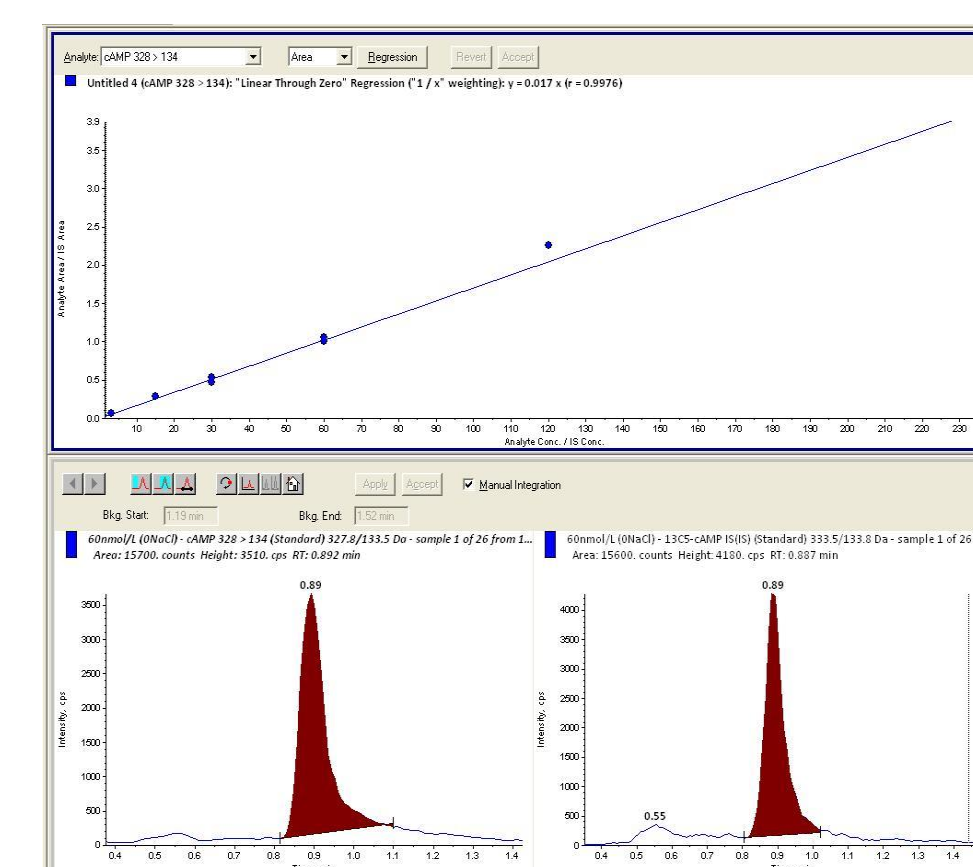 Analyte: cAMP 328 > 134 Area Regression Revert Accept
Untitled 4 (cAMP 328 > 134): "Linear Through Zero" Regression ("1 / x" weighting): y = 0.017 x (r = 0.9976)
3.9
3.5
3.0
2.5
2.0
1.5
1.0
0.5
0.0
Analyte Area / IS Area
10 20 30 40 50 60 70 80 90 100 110 120 130 140 150 160 170 180 190 200 210 220 230
Analyte Conc. / IS Conc.
Apply Accept Manual Integration
Bkg. Start: 1.19 min Bkg. End: 1.52 min
60nmol/L (0NaCl) - cAMP 328 > 134 (Standard) 327.8/133.5 Da - sample 1 of 26 from 1...
Area: 15700. counts Height: 3510. cps RT: 0.892 min
0.89
3500
3000
2500
2000
1500
1000
500
0
Intensity, cps
0.4 0.5 0.6 0.7 0.8 0.9 1.0 1.1 1.2 1.3 1.4
60nmol/L (0NaCl) - 13C5-cAMP IS(IS) (Standard) 333.5/133.8 Da - sample 1 of 26
Area: 15600. counts Height: 4180. cps RT: 0.887 min
0.89
4000
3500
3000
2500
2000
1500
1000
500
0
Intensity, cps
0.55
0.4 0.5 0.6 0.7 0.8 0.9 1.0 1.1 1.2 1.3 1.4